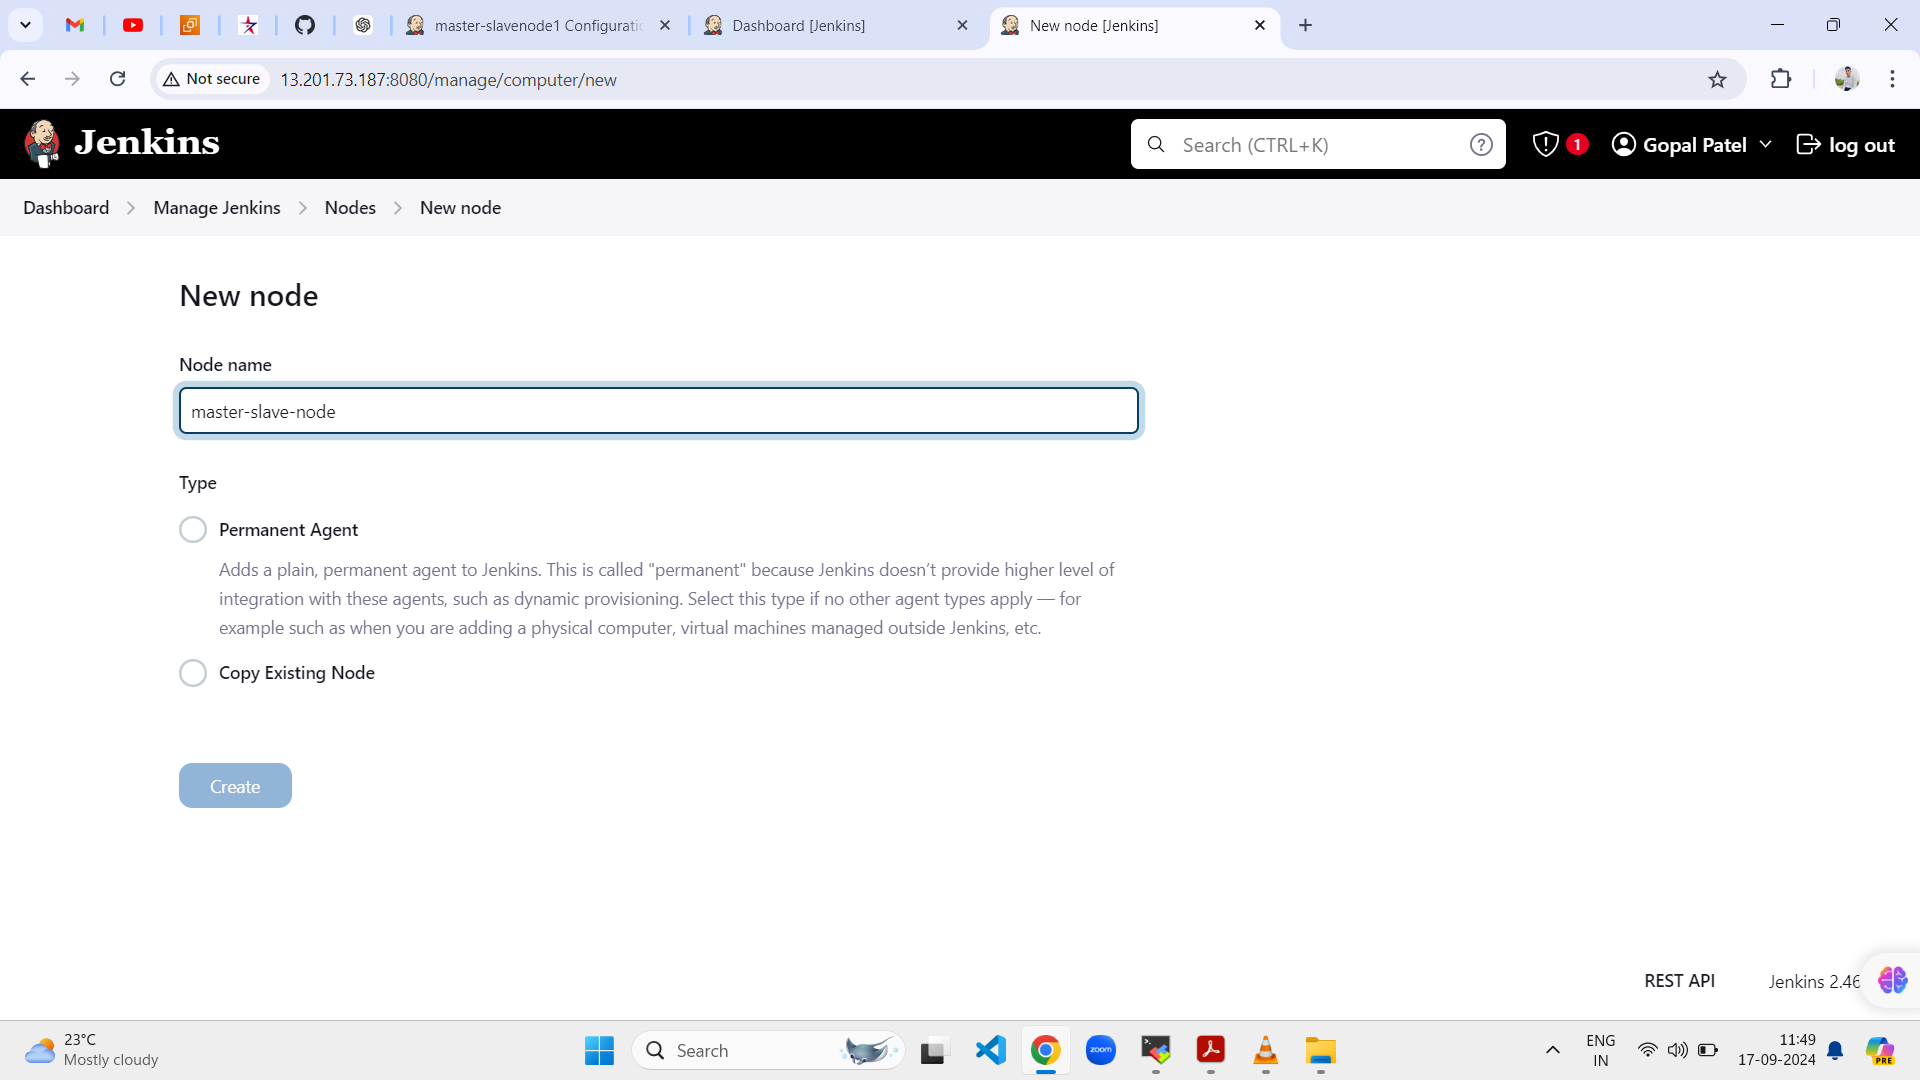 master-slavenode1 Configuratio
Dashboard [Jenkins]
New node [Jenkins]
Not secure
13.201.73.187:8080/manage/computer/new
Jenkins
Search (CTRL+K)
?
1
Gopal Patel
log out
Dashboard
Manage Jenkins
Nodes
New node
New node
Node name
master-slave-node
Type
Permanent Agent
Adds a plain, permanent agent to Jenkins. This is called "permanent" because Jenkins doesn’t provide higher level of
integration with these agents, such as dynamic provisioning. Select this type if no other agent types apply — for
example such as when you are adding a physical computer, virtual machines managed outside Jenkins, etc.
Copy Existing Node
Create
REST API
Jenkins 2.46
23°C
Mostly cloudy
Search
zoom
ENG
IN
11:49
17-09-2024
PRE